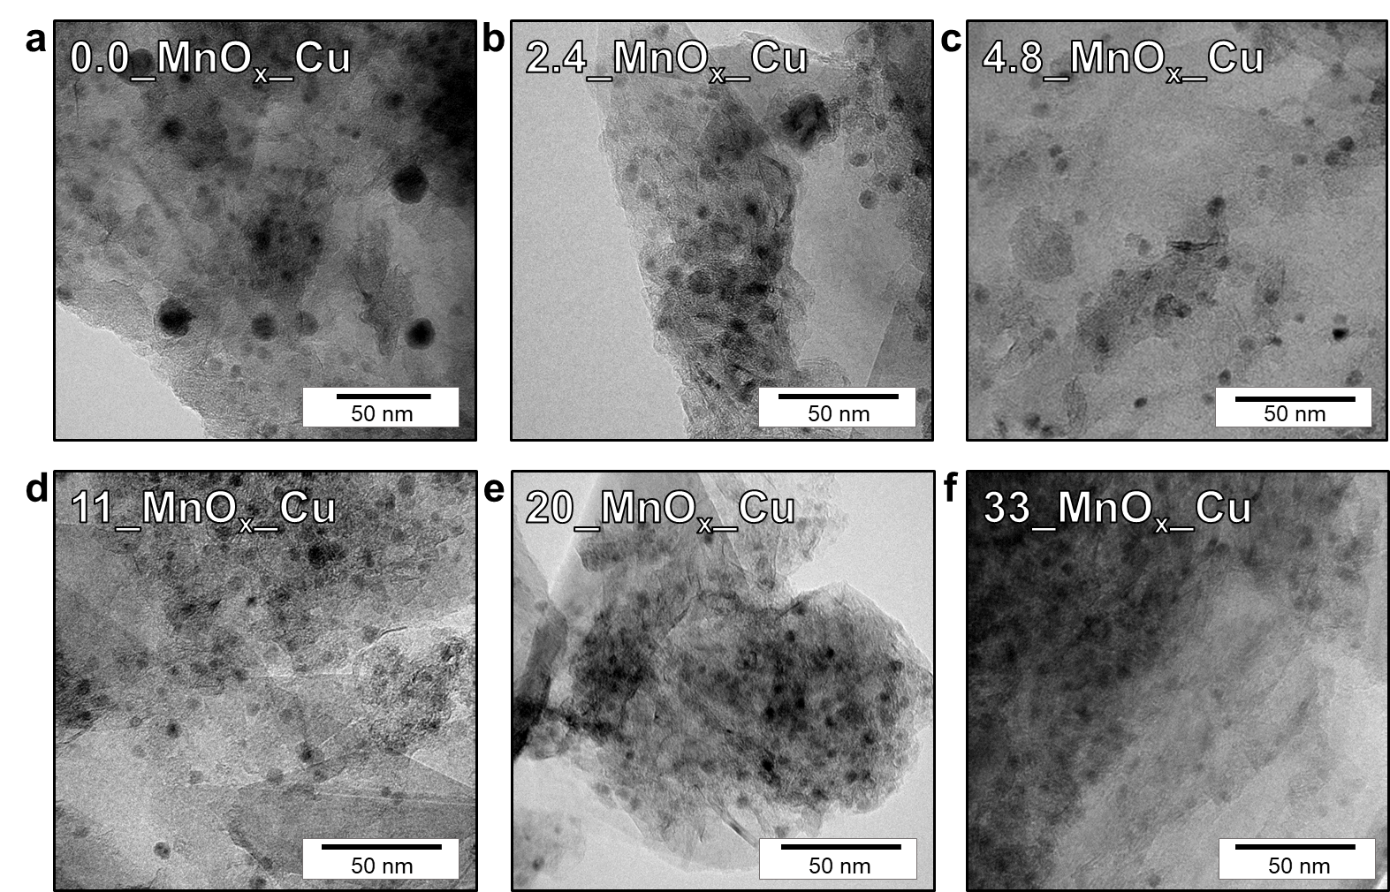 a 0.0_MnOx_Cu
50 nm
b 2.4_MnOx_Cu
50 nm
c 4.8_MnOx_Cu
50 nm
d 11_MnOx_Cu
50 nm
e 20_MnOx_Cu
50 nm
f 33_MnOx_Cu
50 nm